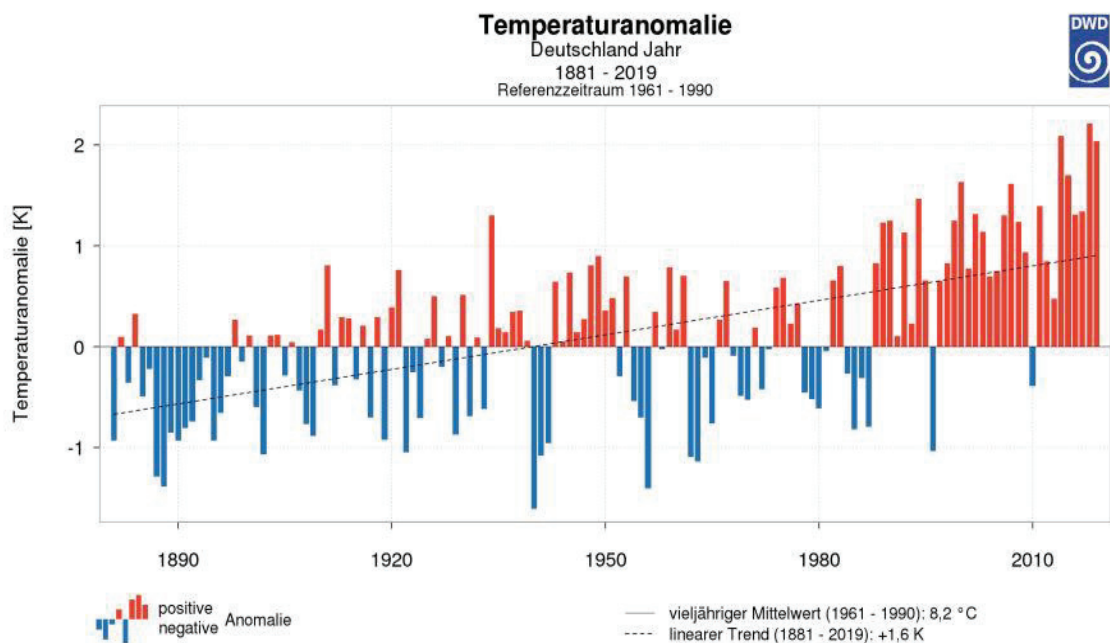 Temperaturanomalie
Deutschland Jahr
1881 - 2019
Referenzzeitraum 1961 - 1990
DWD
Temperaturanomalie [K]
2
1
0
-1
1890
1920
1950
1980
2010
positive
negative
Anomalie
vieljähriger Mittelwert (1961 - 1990): 8,2 °C
linearer Trend (1881 - 2019): +1,6 K